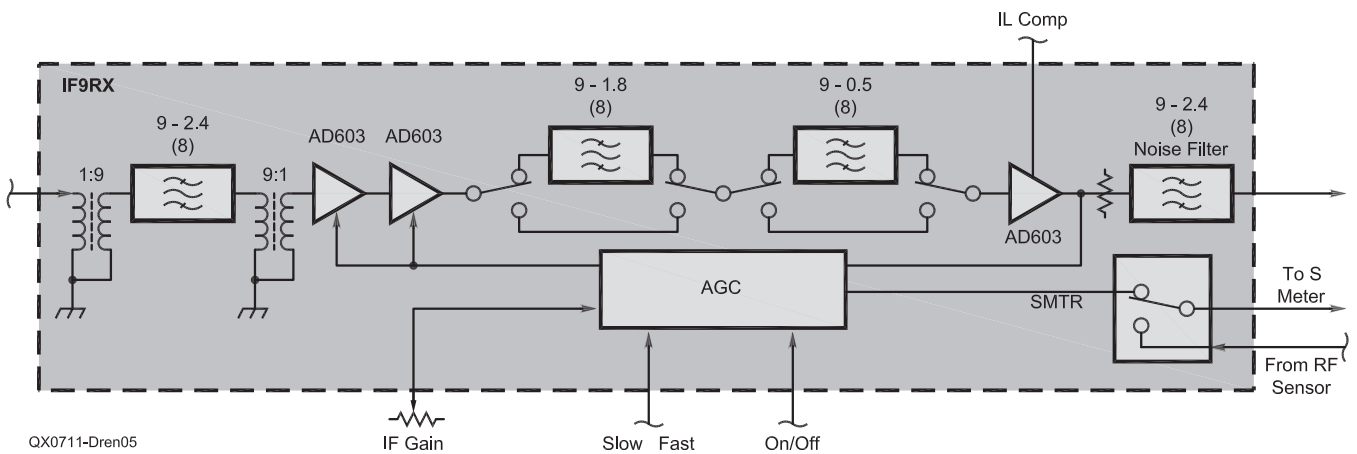 IL Comp
IF9RX
9 - 2.4
(8)
1:9
9:1
AD603
AD603
9 - 1.8
(8)
9 - 0.5
(8)
AD603
9 - 2.4
(8)
Noise Filter
AGC
SMTR
To S
Meter
From RF
Sensor
IF Gain
Slow Fast
On/Off
QX0711-Dren05